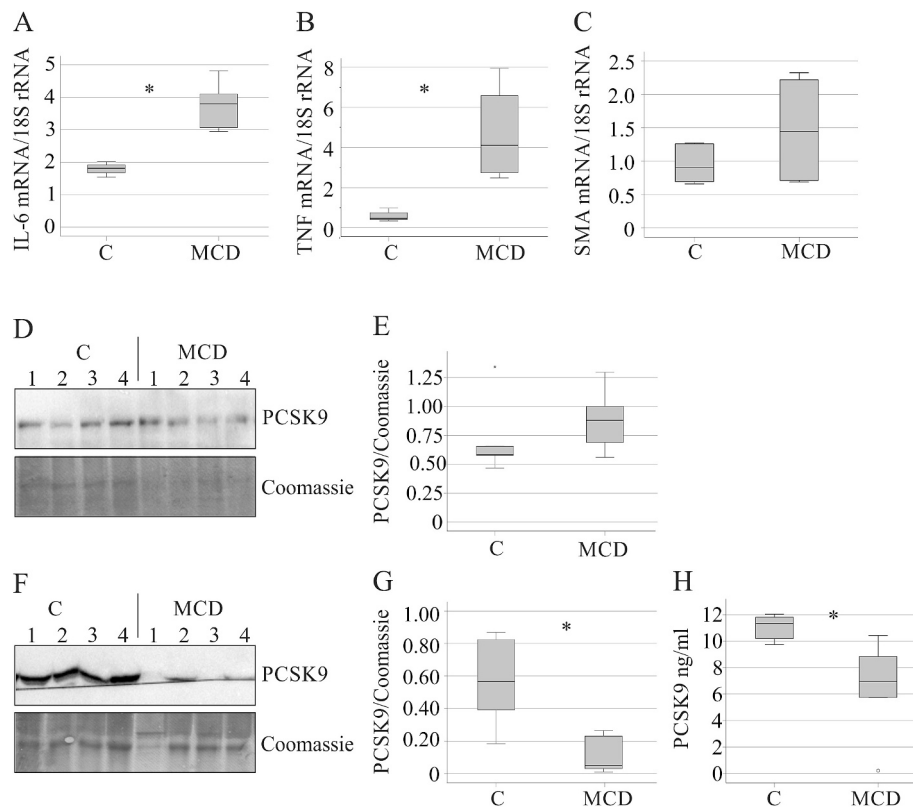 A
IL-6 mRNA/18S rRNA
5
4
3
2
1
0
*
C
MCD
B
TNF mRNA/18S rRNA
8
6
4
2
0
*
C
MCD
C
SMA mRNA/18S rRNA
2.5
2.0
1.5
1.0
0.5
0
C
MCD
D
C MCD
1 2 3 4 1 2 3 4
PCSK9
Coomassie
E
PCSK9/Coomassie
1.25
1.00
0.75
0.50
0.25
0
C
MCD
F
C MCD
1 2 3 4 1 2 3 4
PCSK9
Coomassie
G
PCSK9/Coomassie
1.00
0.80
0.60
0.40
0.20
0
*
C
MCD
H
PCSK9 ng/ml
12
10
8
6
4
2
0
*
C
MCD